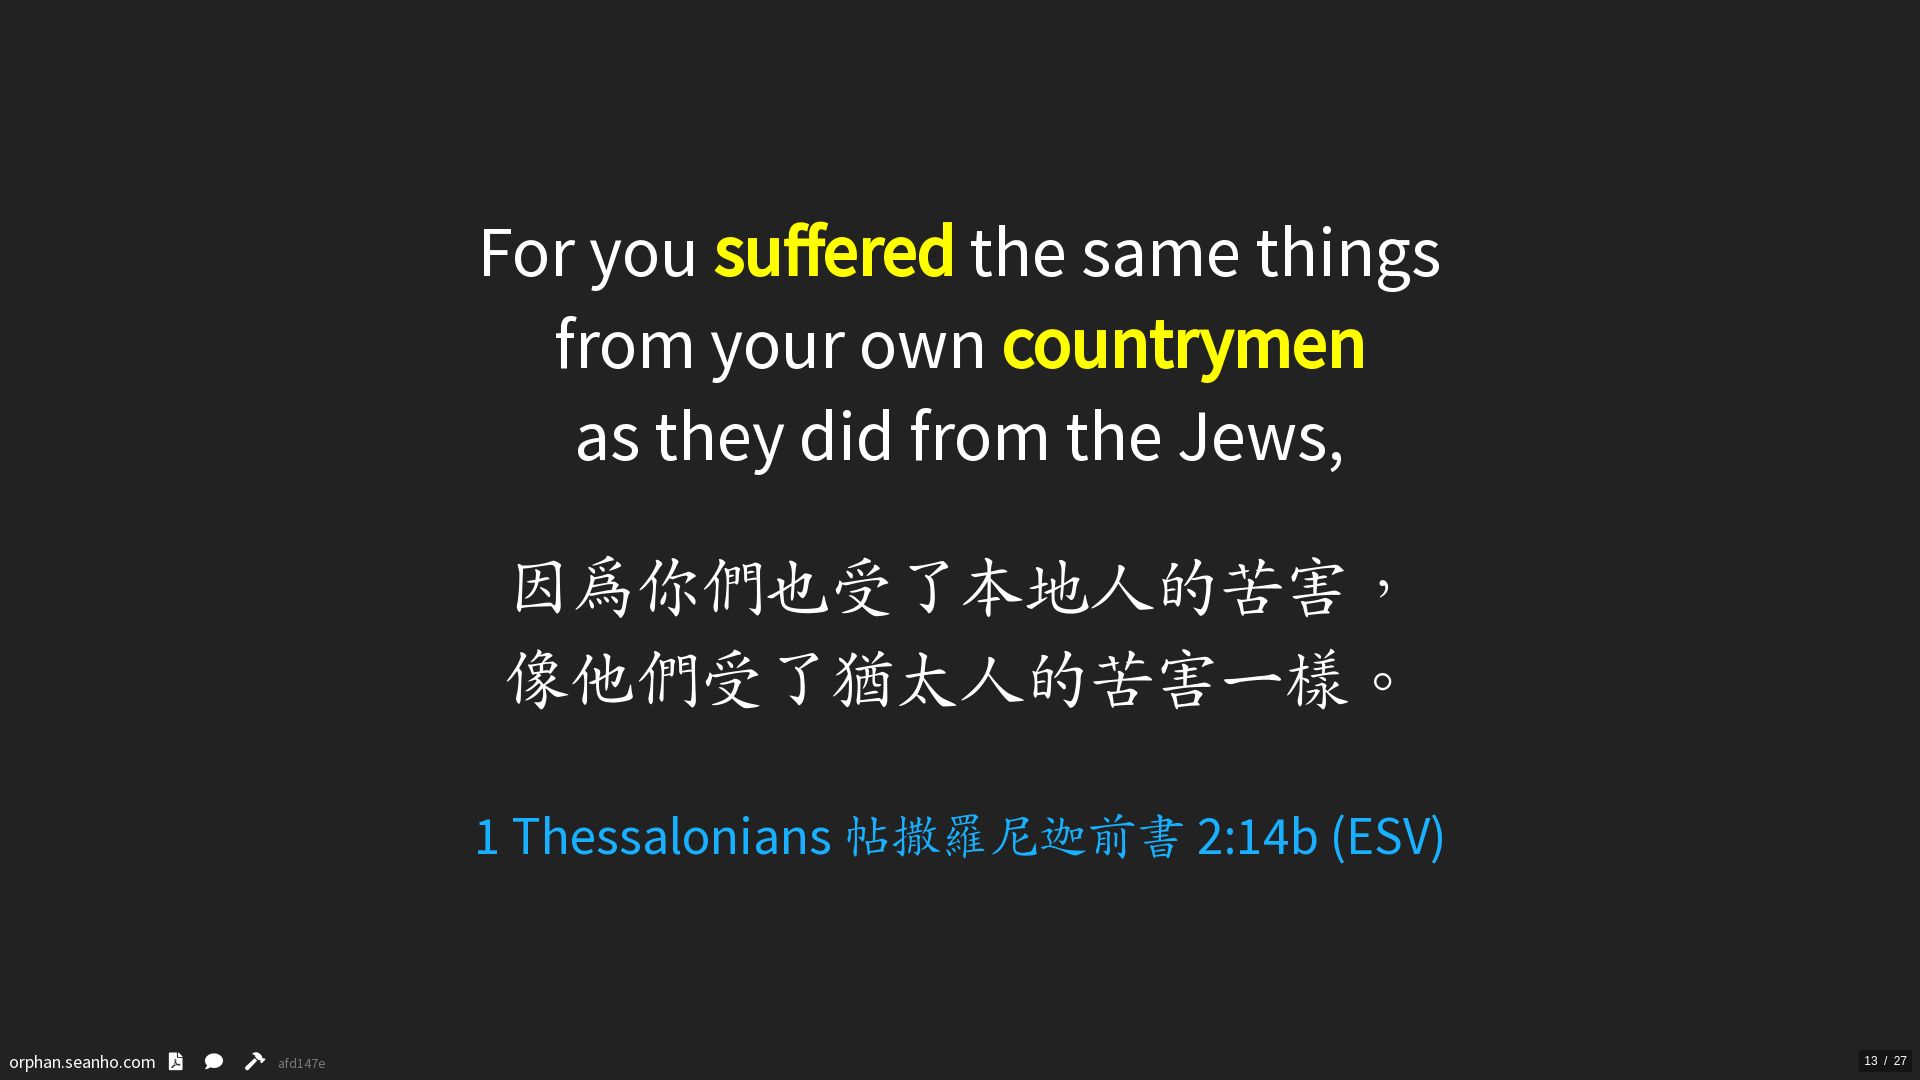 For you suffered the same things
from your own countrymen
as they did from the Jews,
因爲你們也受了本地人的苦害，
像他們受了猶太人的苦害一樣。
1 Thessalonians 帖撒羅尼迦前書 2:14b (ESV)
orphan.seanho.com afd147e
13 / 27